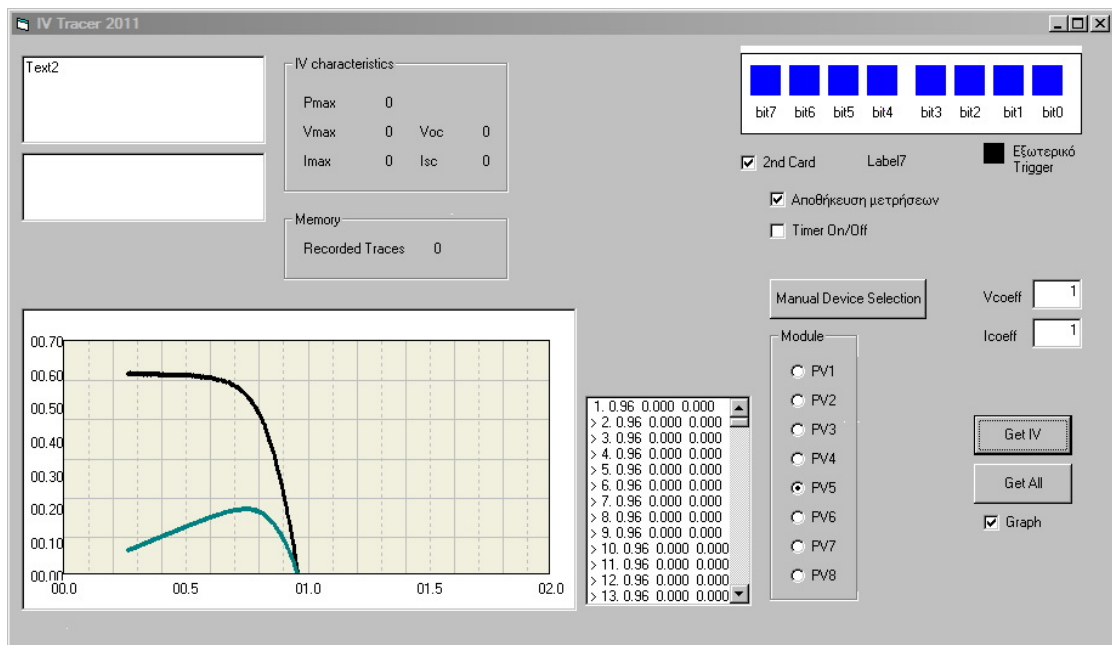 IV Tracer 2011
Text2
IV characteristics
Pmax 0
Vmax 0 Voc 0
Imax 0 Isc 0
Memory
Recorded Traces 0
bit7 bit6 bit5 bit4 bit3 bit2 bit1 bit0
2nd Card Label7
Εξωτερικό
Trigger
Αποθήκευση μετρήσεων
Timer On/Off
Manual Device Selection
Vcoeff 1
Icoeff 1
Module
PV1
PV2
PV3
PV4
PV5
PV6
PV7
PV8
Get IV
Get All
Graph
00.70
00.60
00.50
00.40
00.30
00.20
00.10
00.00
00.0 00.5 01.0 01.5 02.0
1. 0.96 0.000 0.000
> 2. 0.96 0.000 0.000
> 3. 0.96 0.000 0.000
> 4. 0.96 0.000 0.000
> 5. 0.96 0.000 0.000
> 6. 0.96 0.000 0.000
> 7. 0.96 0.000 0.000
> 8. 0.96 0.000 0.000
> 9. 0.96 0.000 0.000
> 10. 0.96 0.000 0.000
> 11. 0.96 0.000 0.000
> 12. 0.96 0.000 0.000
> 13. 0.96 0.000 0.000